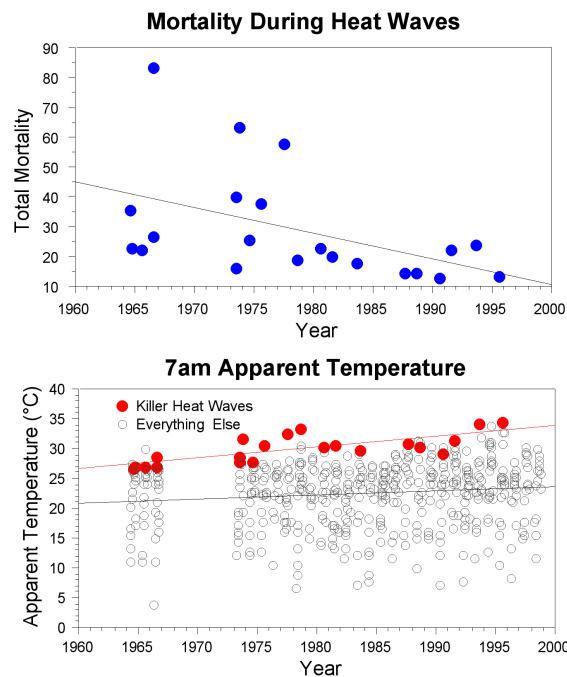 Mortality During Heat Waves
90
80
70
60
50
40
30
20
10
Total Mortality
1960 1965 1970 1975 1980 1985 1990 1995 2000
Year
7am Apparent Temperature
40
35
30
25
20
15
10
5
0
Apparent Temperature (°C)
Killer Heat Waves
Everything Else
1960 1965 1970 1975 1980 1985 1990 1995 2000
Year